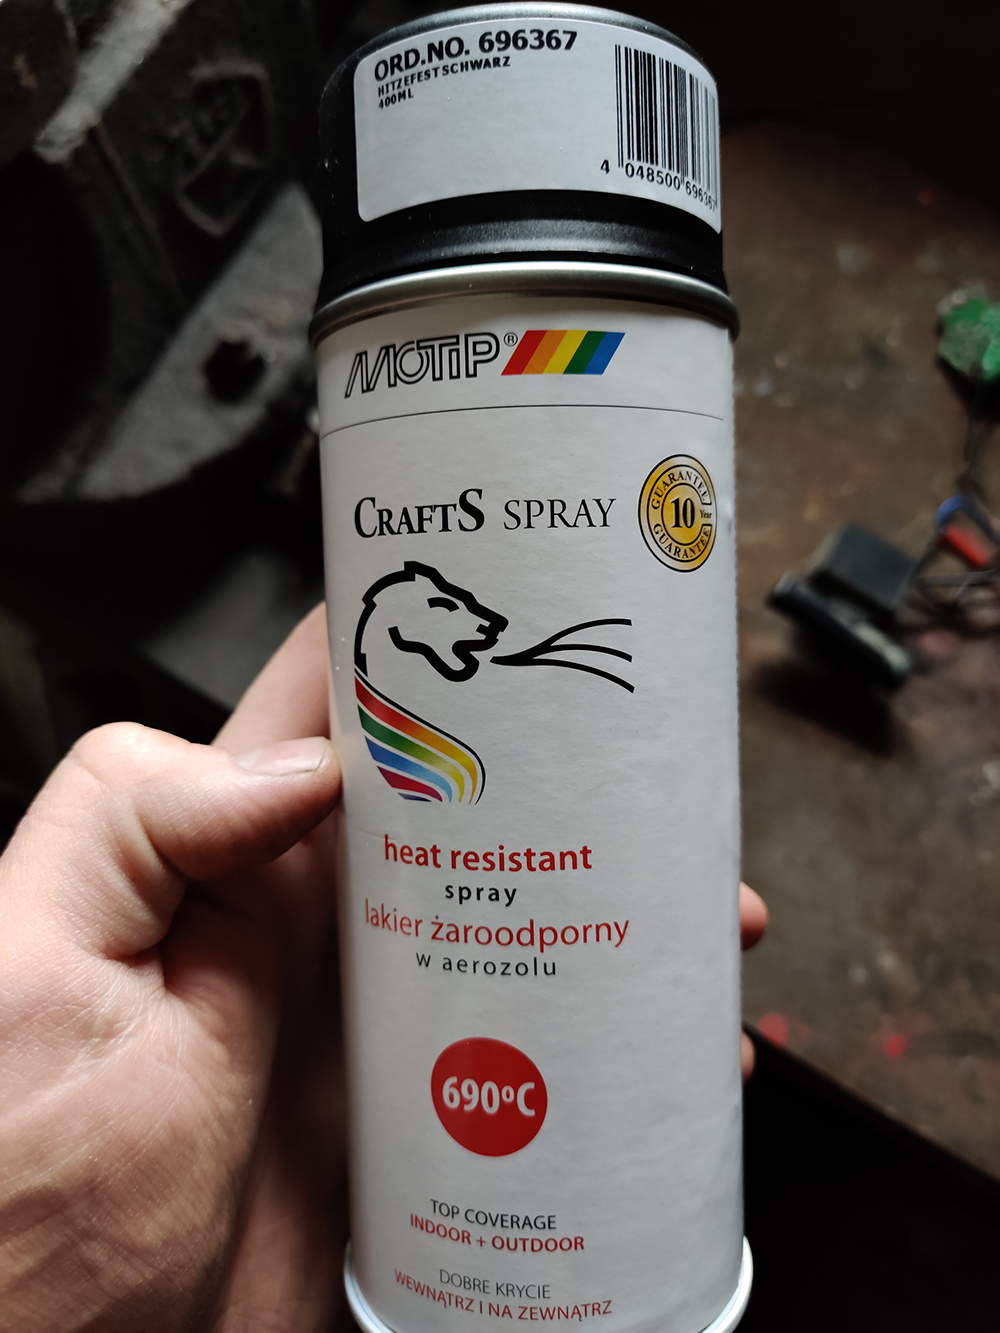 ORD.NO. 696367
HITZEFESTSCHWARZ
400ML
4 048500 696367
MOTIP®
CRAFTS SPRAY
GUARANTEE
10 Year
GUARANTEE
heat resistant
spray
lakier żaroodporny
w aerozolu
690ºC
TOP COVERAGE
INDOOR + OUTDOOR
DOBRE KRYCIE
WEWNĄTRZ I NA ZEWNĄTRZ